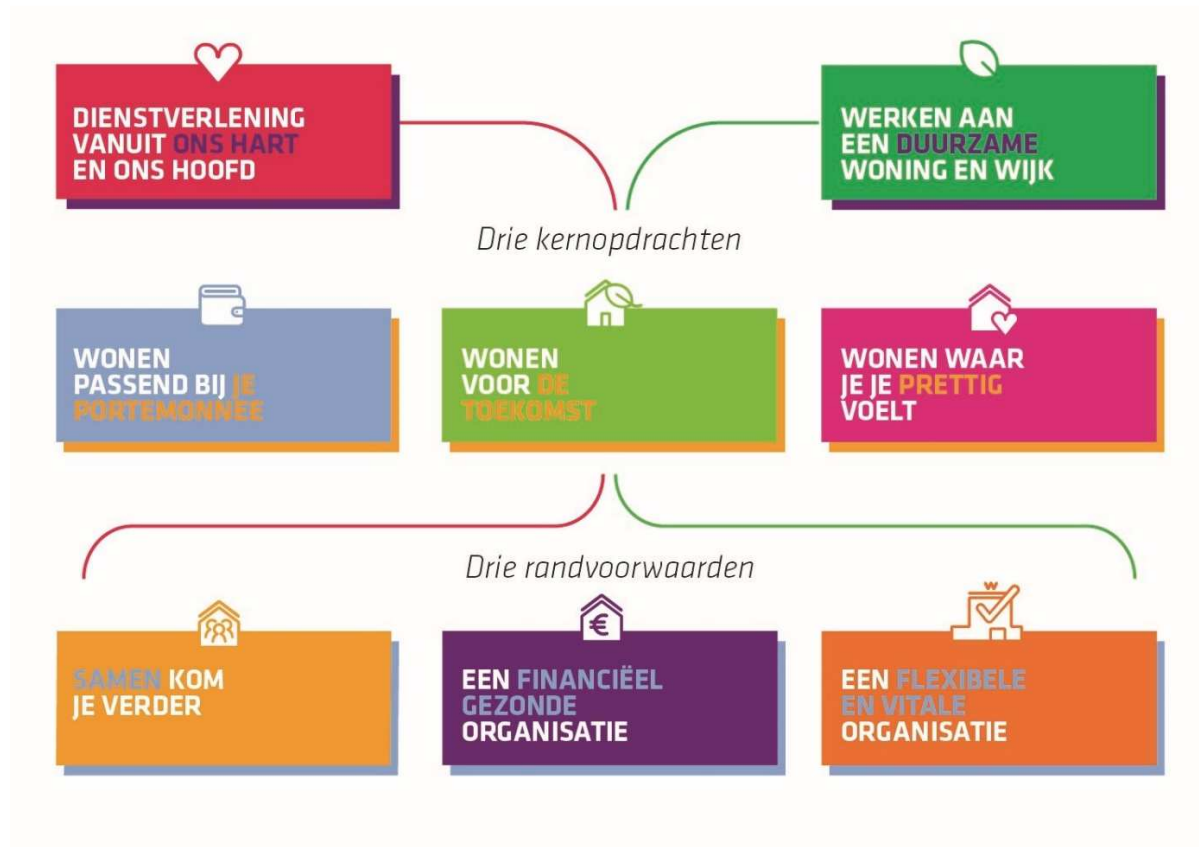 DIENSTVERLENING
VANUIT ONS HART
EN ONS HOOFD
WERKEN AAN
EEN DUURZAME
WONING EN WIJK
Drie kernopdrachten
WONEN
PASSEND BIJ JE
PORTEMONNEE
WONEN
VOOR DE
TOEKOMST
WONEN WAAR
JE JE PRETTIG
VOELT
Drie randvoorwaarden
SAMEN KOM
JE VERDER
€
EEN FINANCIËEL
GEZONDE
ORGANISATIE
W
EEN FLEXIBELE
EN VITALE
ORGANISATIE